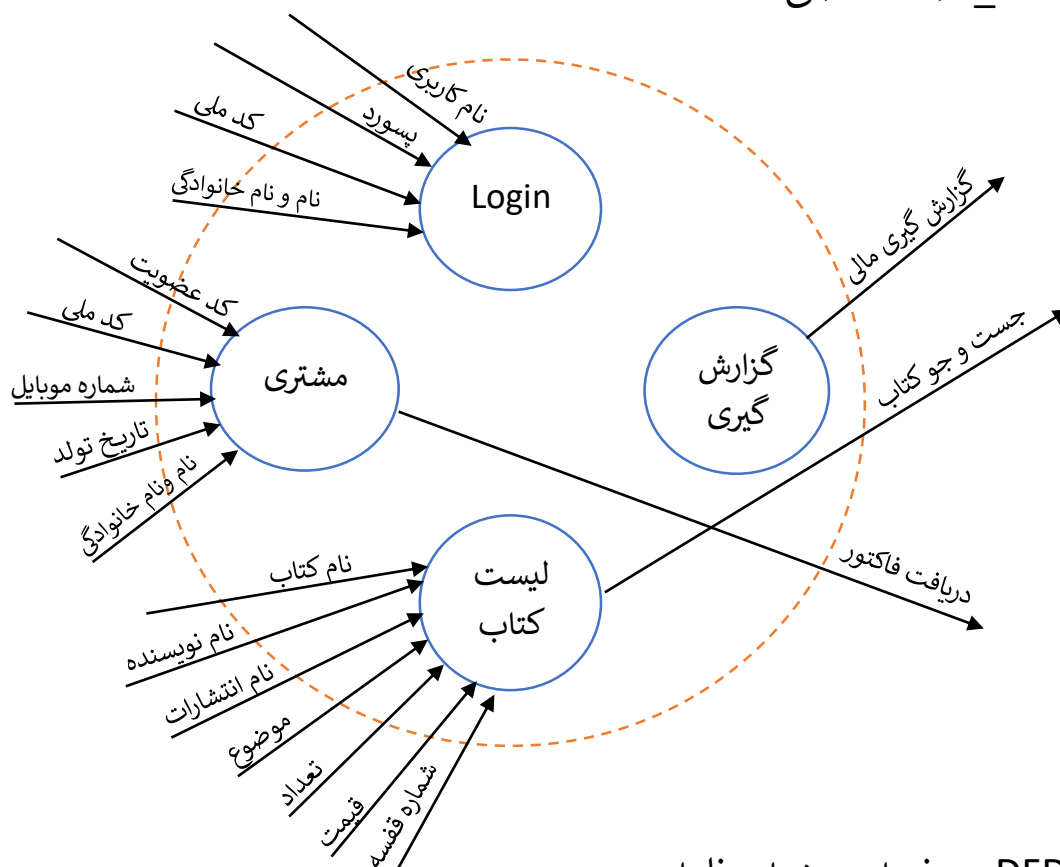 نام کاربری
پسورد
کد ملی
نام و نام خانوادگی
Login
کد عضویت
کد ملی
شماره موبایل
تاریخ تولد
نام ونام خانوادگی
مشتری
گزارش
گیری
گزارش گیری مالی
جست و جو کتاب
دریافت فاکتور
نام کتاب
نام نویسنده
نام انتشارات
موضوع
تعداد
قیمت
شماره قفسه
لیست
کتاب